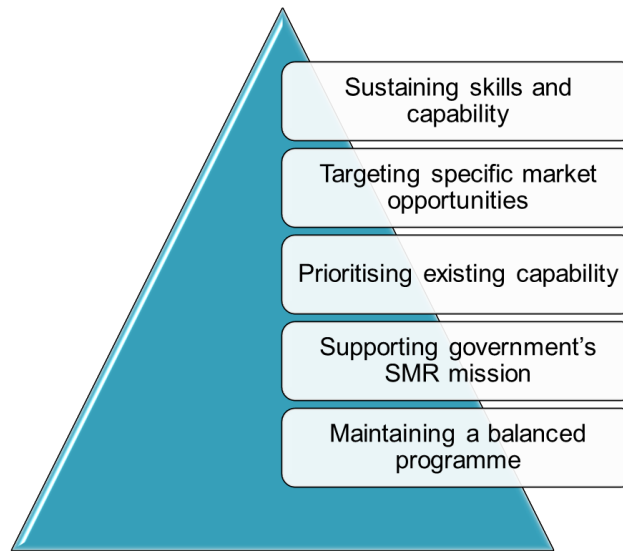 Sustaining skills and
capability
Targeting specific market
opportunities
Prioritising existing capability
Supporting government’s
SMR mission
Maintaining a balanced
programme